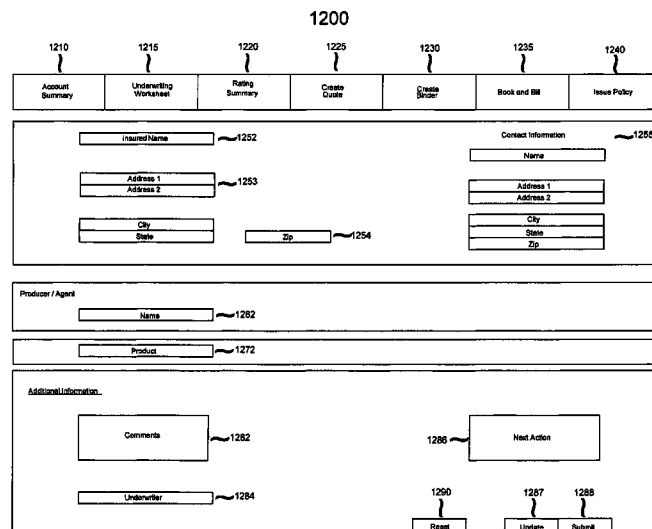 1200
1210 1215 1220 1225 1230 1235 1240
Account Summary
Underwriting Worksheet
Rating Summary
Create Quote
Create Binder
Book and Bill
Issue Policy
Insured Name 1252
Contact Information 1255
Name
Address 1
Address 2 1253
Address 1
Address 2
City
State
Zip 1254
City
State
Zip
Producer / Agent
Name 1262
Product 1272
Additional Information
Comments 1282
1286 Next Action
Underwriter 1284
1290 1287 1288
Reset Update Submit